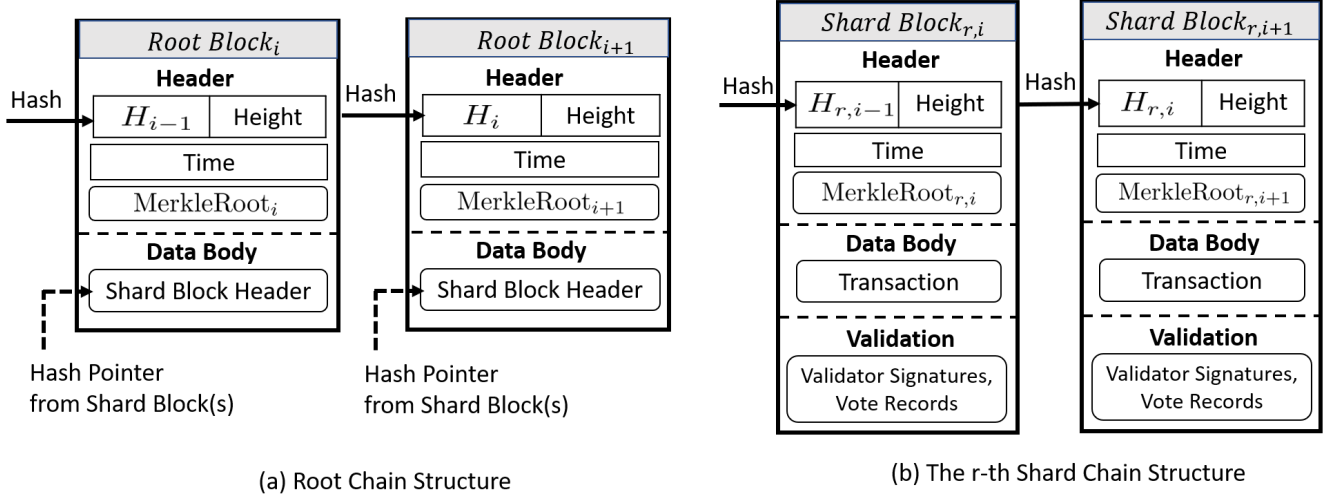 Root Block_i
Header
Hash
H_{i-1} Height
Time
MerkleRoot_i
Data Body
Shard Block Header
Hash Pointer
from Shard Block(s)
Root Block_{i+1}
Header
Hash
H_i Height
Time
MerkleRoot_{i+1}
Data Body
Shard Block Header
Hash Pointer
from Shard Block(s)
(a) Root Chain Structure
Shard Block_{r,i}
Header
Hash
H_{r,i-1} Height
Time
MerkleRoot_{r,i}
Data Body
Transaction
Validation
Validator Signatures,
Vote Records
Shard Block_{r,i+1}
Header
Hash
H_{r,i} Height
Time
MerkleRoot_{r,i+1}
Data Body
Transaction
Validation
Validator Signatures,
Vote Records
(b) The r-th Shard Chain Structure